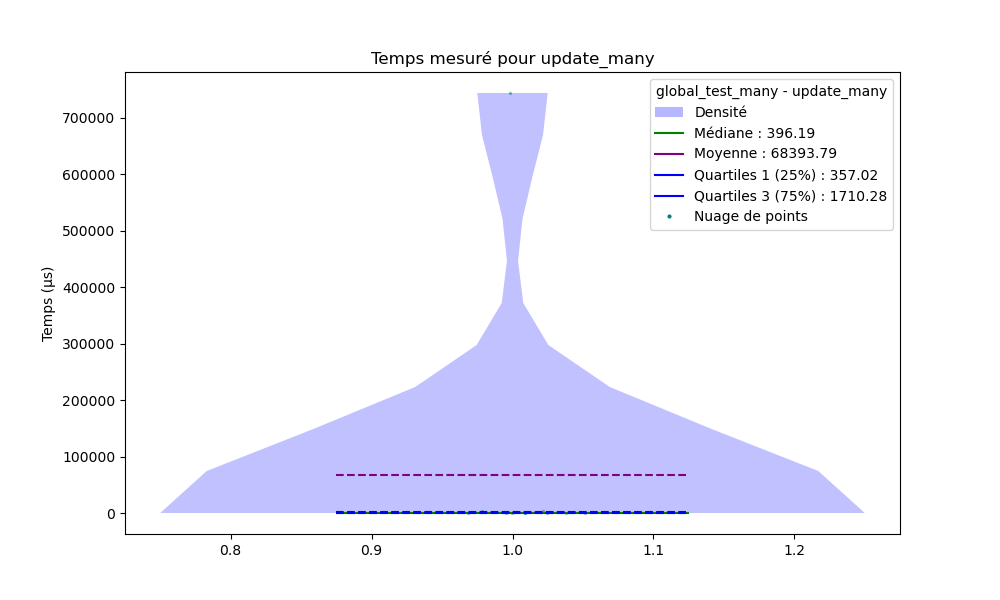 Temps mesuré pour update_many
global_test_many - update_many
Densité
Médiane : 396.19
Moyenne : 68393.79
Quartiles 1 (25%) : 357.02
Quartiles 3 (75%) : 1710.28
Nuage de points
Temps (µs)
700000
600000
500000
400000
300000
200000
100000
0
0.8 0.9 1.0 1.1 1.2